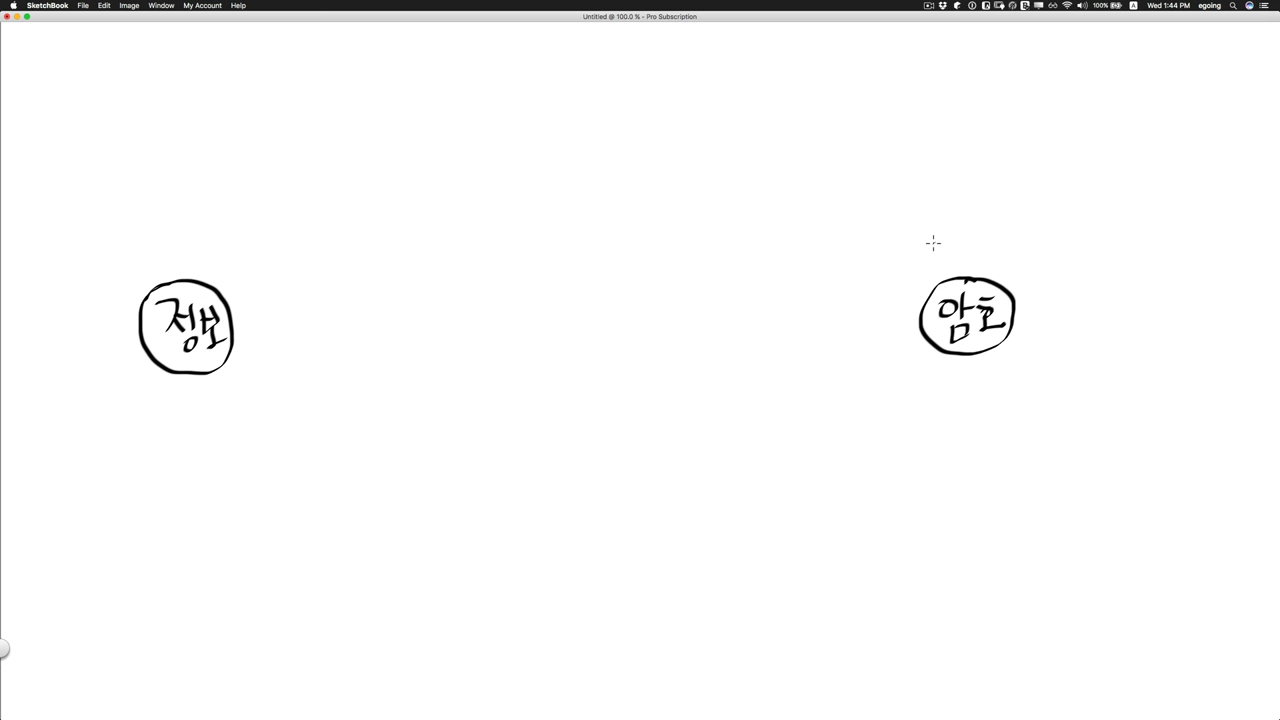 SketchBook File Edit Image Window My Account Help 100% A Wed 1:44 PM egoing
Untitled @ 100.0 % - Pro Subscription
정보
암호